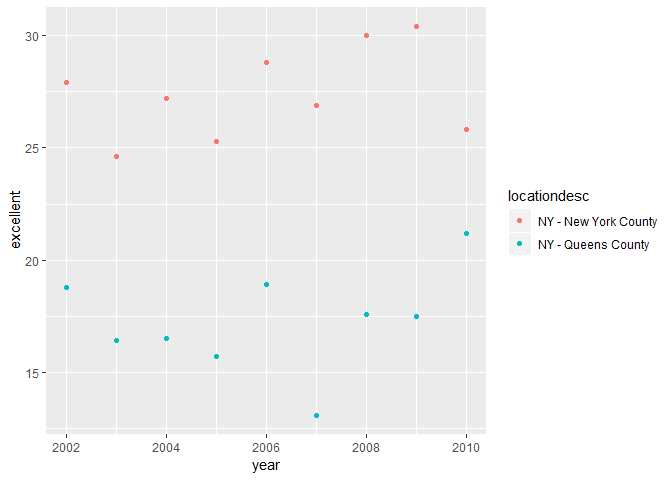 30
25
20
15
excellent
2002 2004 2006 2008 2010
year
locationdesc
NY - New York County
NY - Queens County